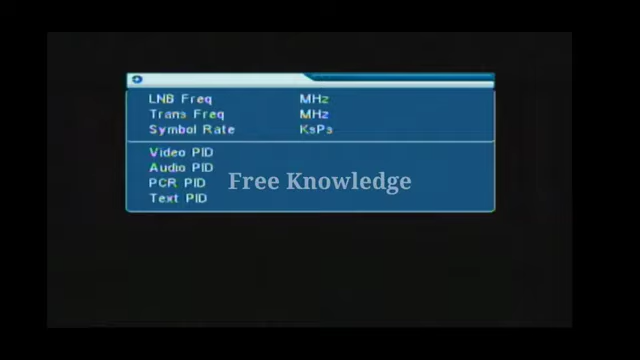 LNB Freq MHz
Trans Freq MHz
Symbol Rate KsPs
Video PID
Audio PID
PCR PID
Text PID
Free Knowledge